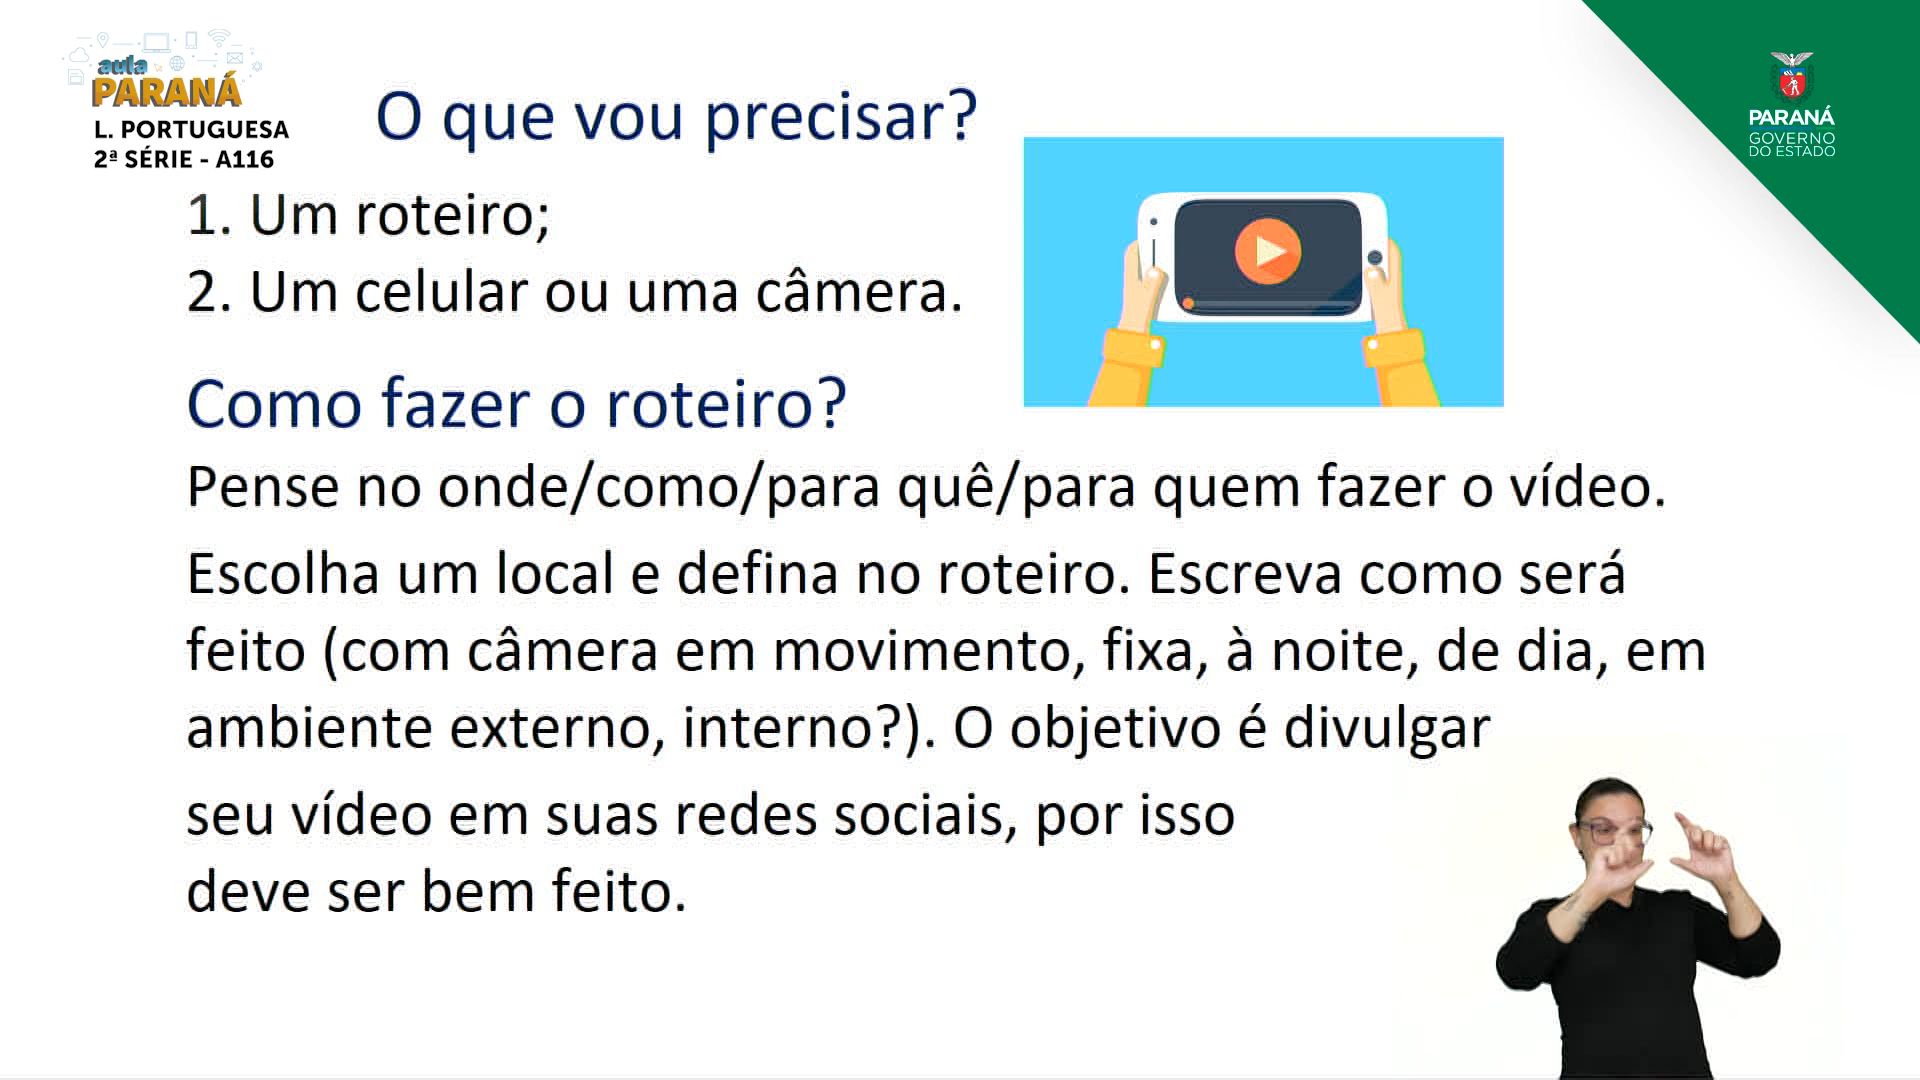 aula
PARANÁ
L. PORTUGUESA
2ª SÉRIE - A116
PARANÁ
GOVERNO
DO ESTADO
O que vou precisar?
1. Um roteiro;
2. Um celular ou uma câmera.
Como fazer o roteiro?
Pense no onde/como/para quê/para quem fazer o vídeo.
Escolha um local e defina no roteiro. Escreva como será
feito (com câmera em movimento, fixa, à noite, de dia, em
ambiente externo, interno?). O objetivo é divulgar
seu vídeo em suas redes sociais, por isso
deve ser bem feito.